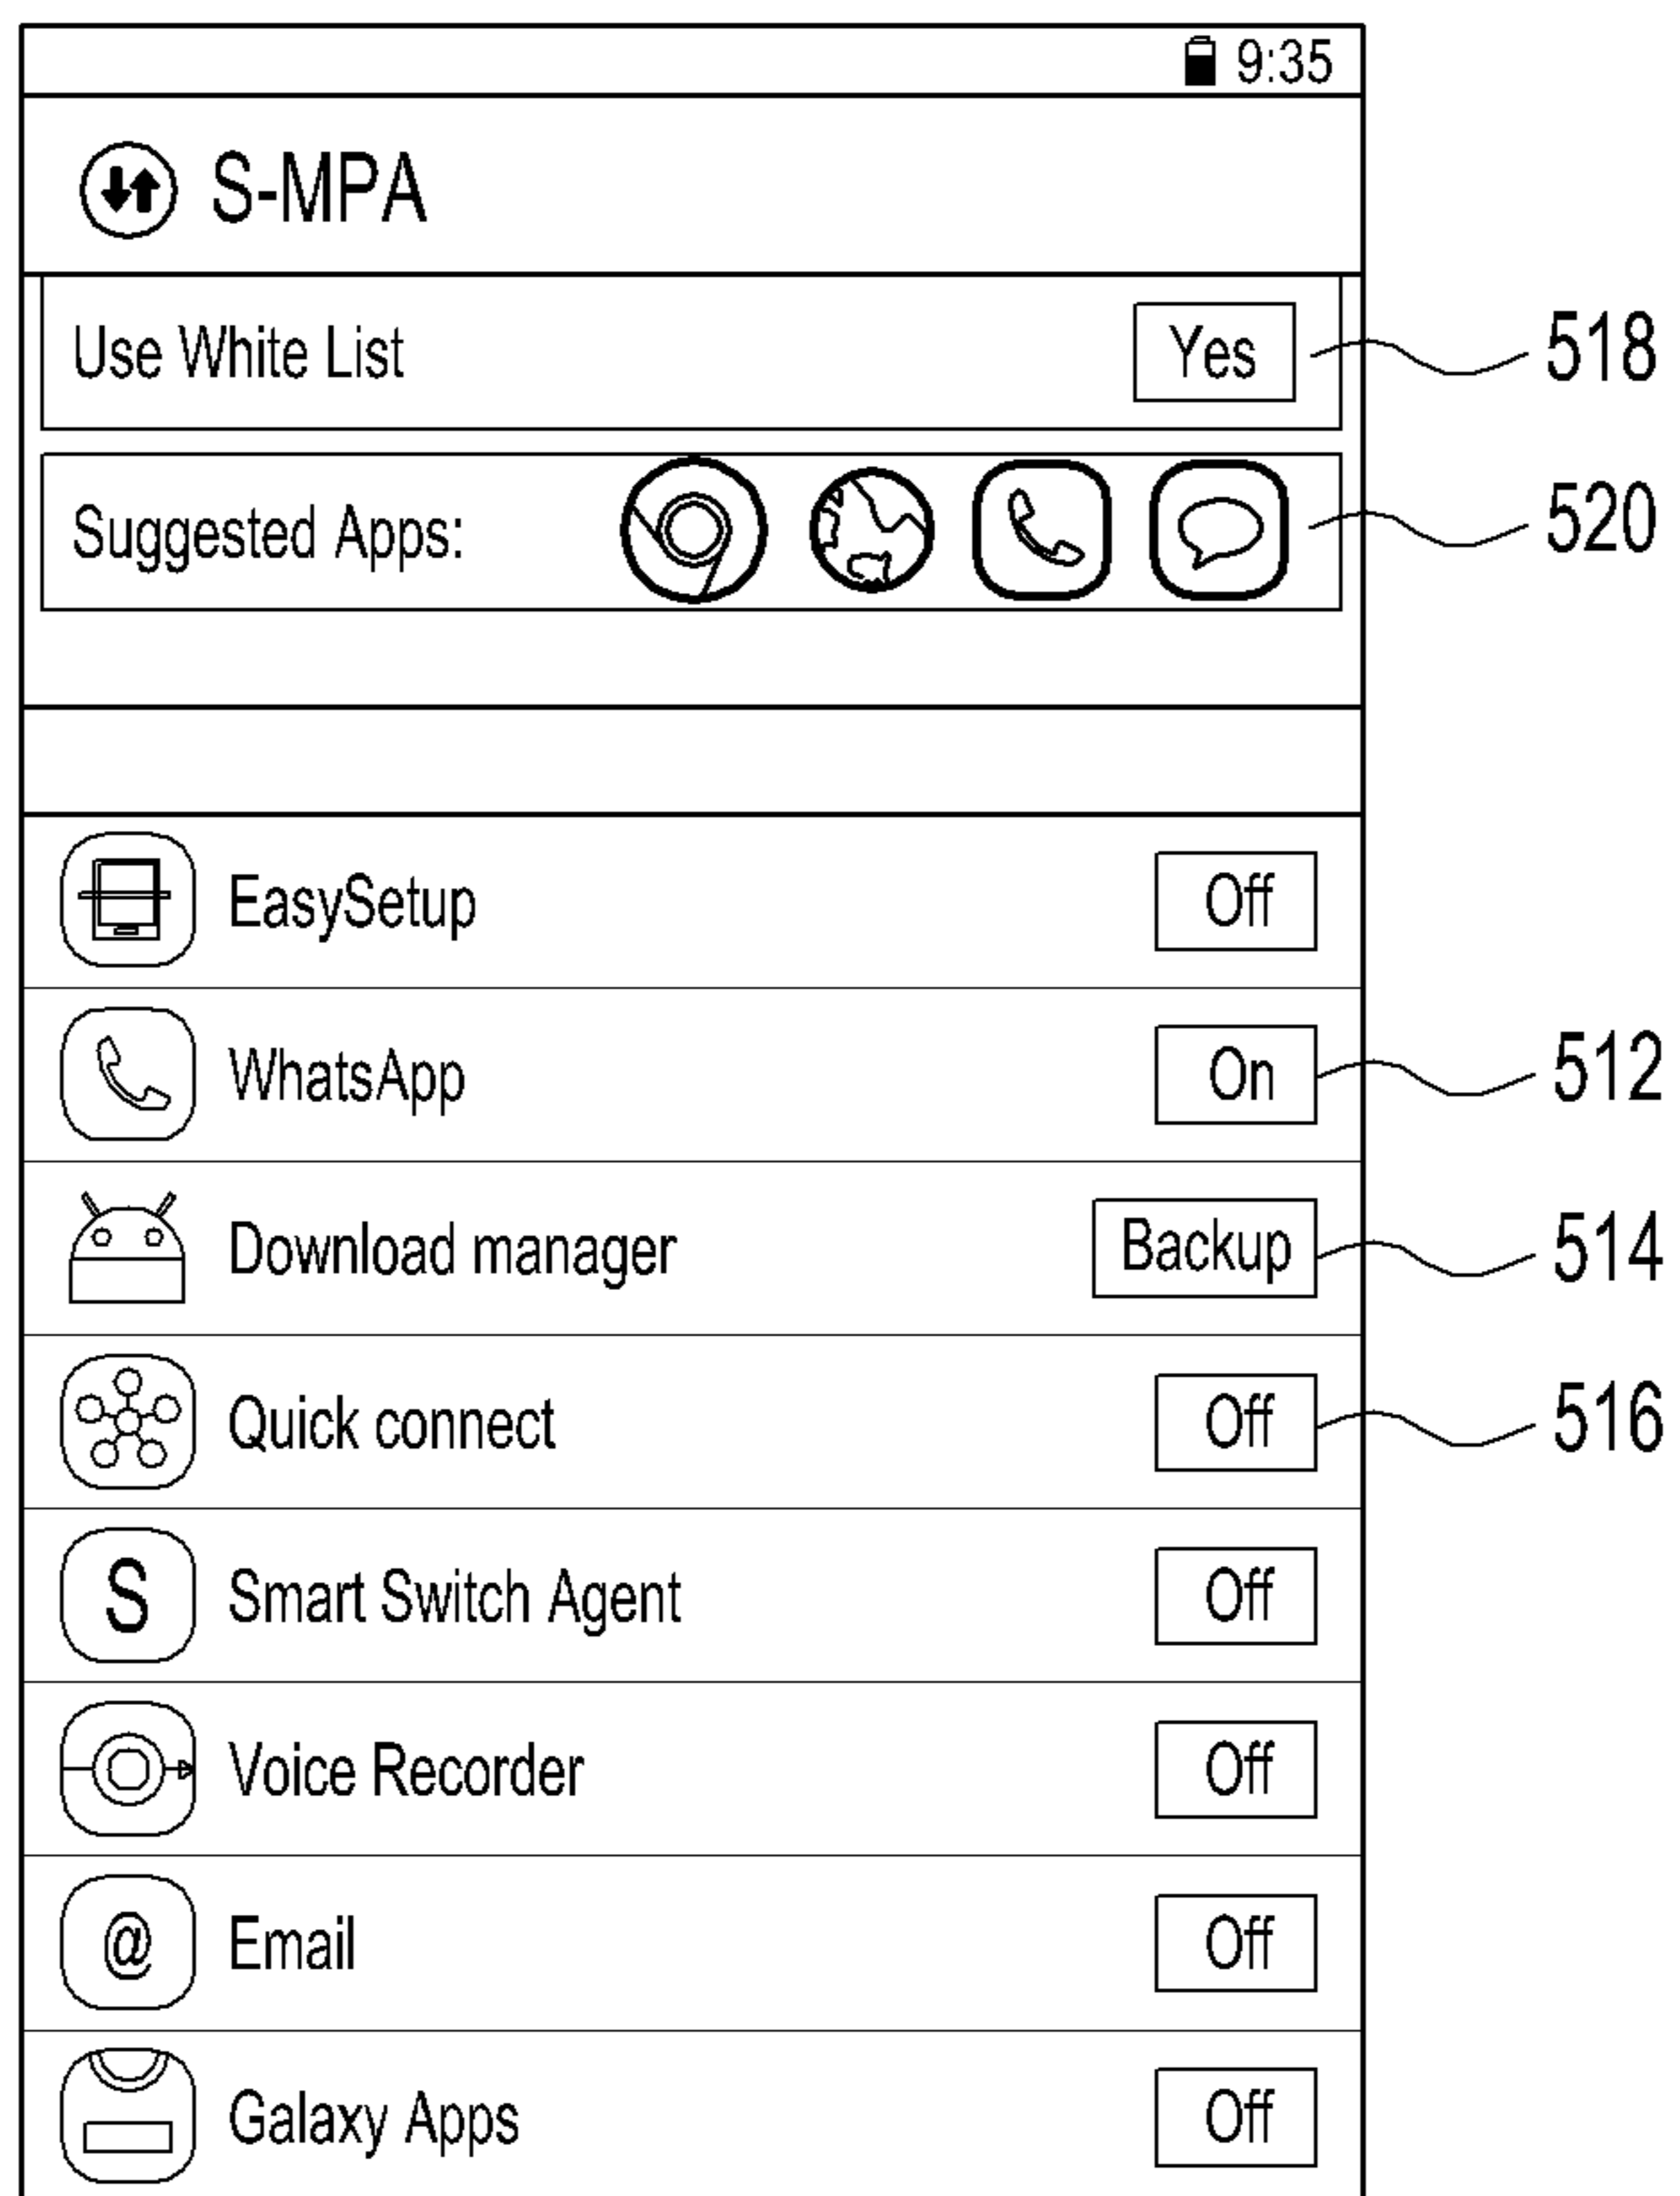 9:35
S-MPA
Use White List Yes 518
Suggested Apps: 520
EasySetup Off
WhatsApp On 512
Download manager Backup 514
Quick connect Off 516
S Smart Switch Agent Off
Voice Recorder Off
@ Email Off
Galaxy Apps Off